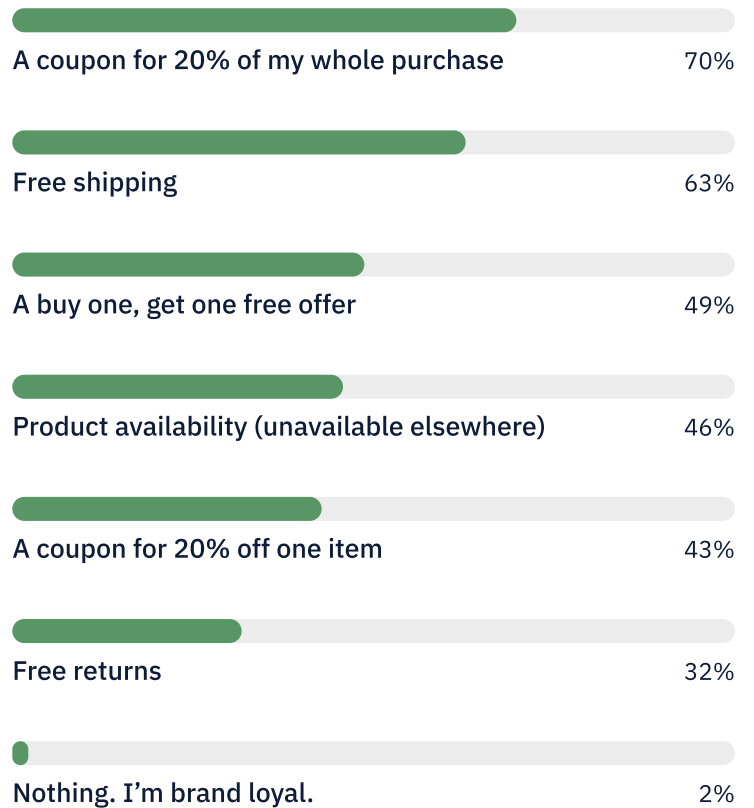 A coupon for 20% of my whole purchase 70%
Free shipping 63%
A buy one, get one free offer 49%
Product availability (unavailable elsewhere) 46%
A coupon for 20% off one item 43%
Free returns 32%
Nothing. I’m brand loyal. 2%